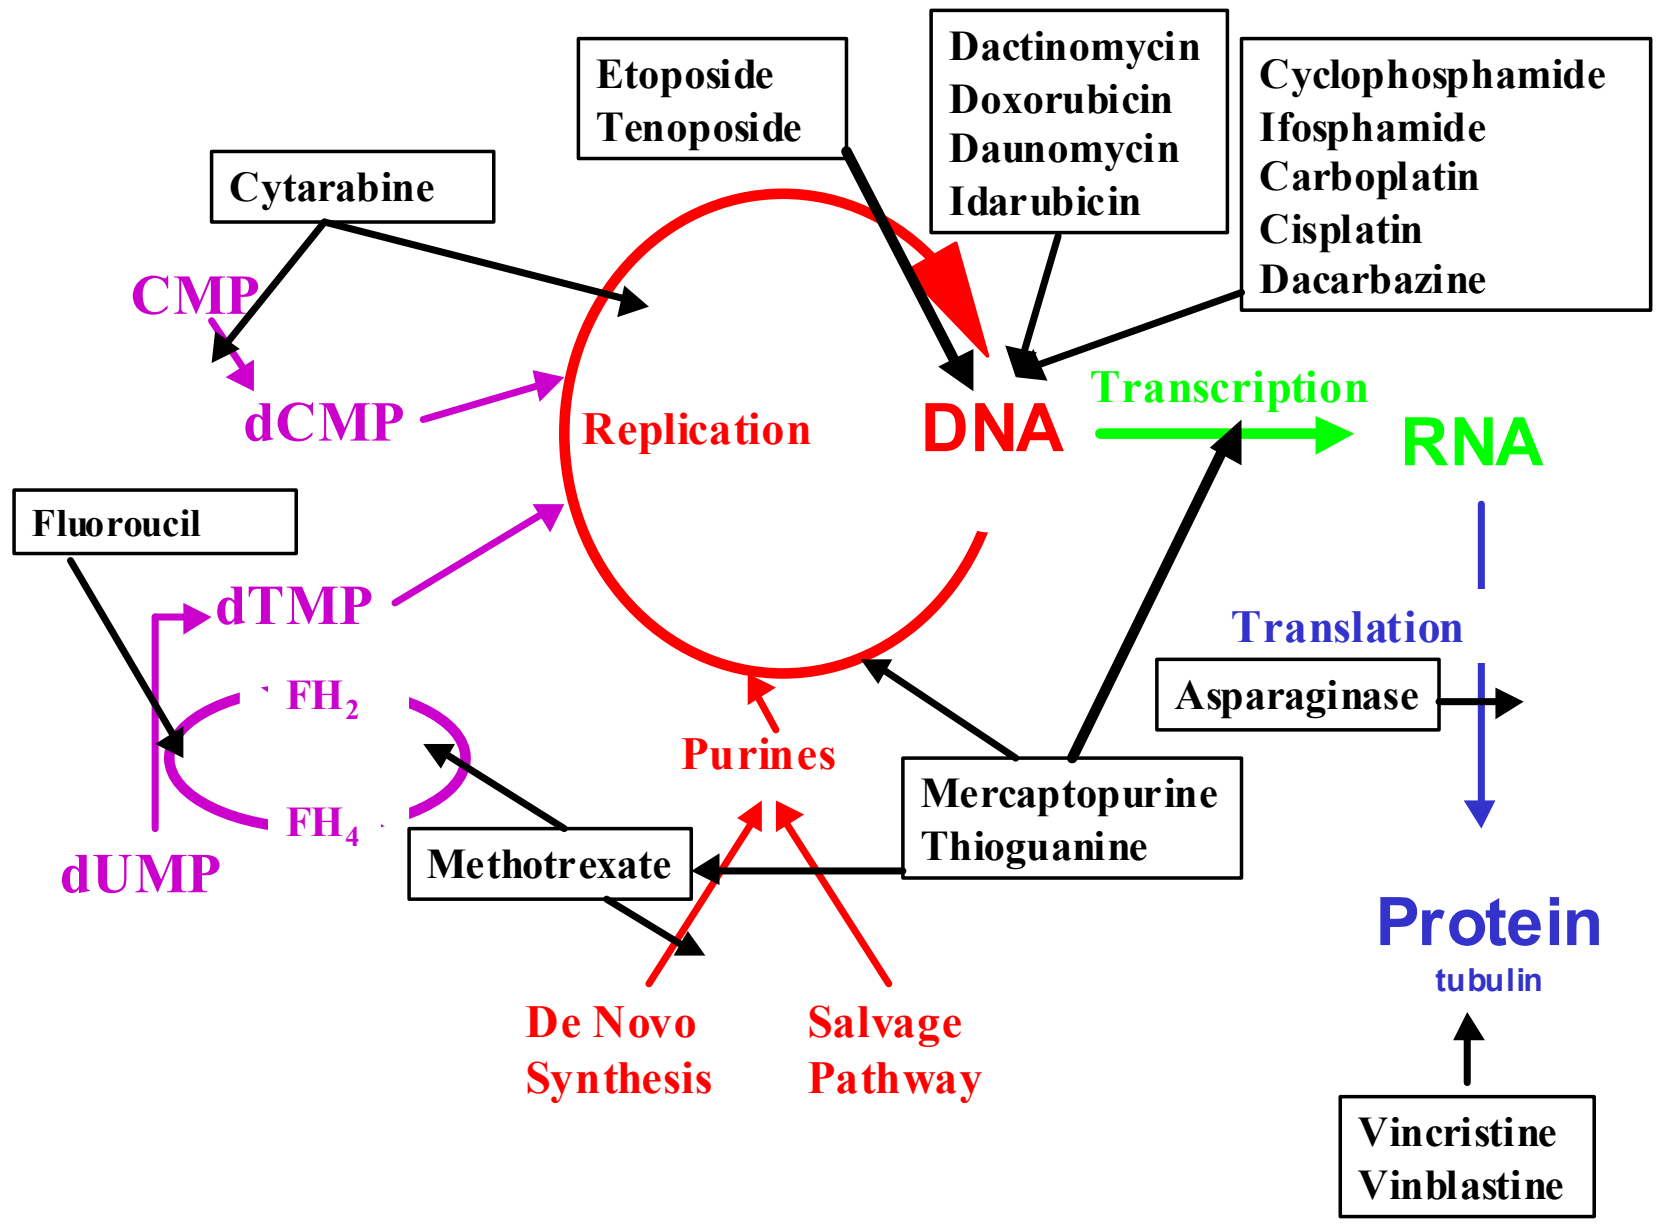 Etoposide
Tenoposide
Dactinomycin
Doxorubicin
Daunomycin
Idarubicin
Cyclophosphamide
Ifosphamide
Carboplatin
Cisplatin
Dacarbazine
Cytarabine
CMP
dCMP
Replication
DNA
Transcription
RNA
Fluoroucil
dTMP
FH2
FH4
dUMP
Translation
Asparaginase
Purines
Mercaptopurine
Thioguanine
Methotrexate
Protein
tubulin
De Novo
Synthesis
Salvage
Pathway
Vincristine
Vinblastine